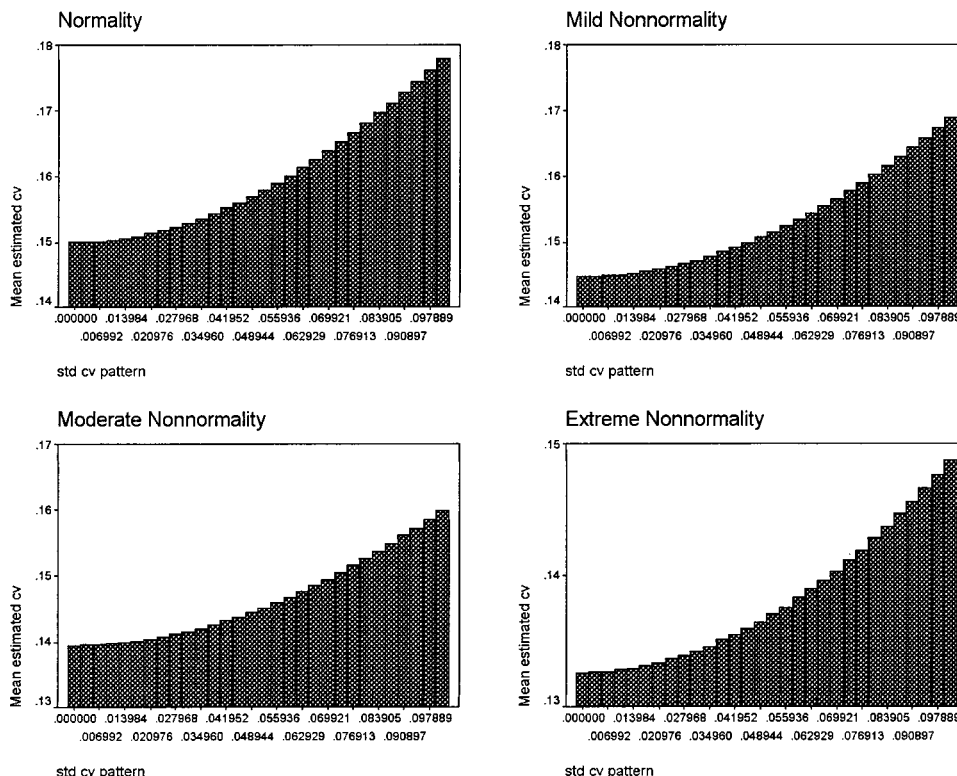 Normality
Mean estimated cv
.18
.17
.16
.15
.14
.000000 .013984 .027968 .041952 .055936 .069921 .083905 .097889
.006992 .020976 .034960 .048944 .062929 .076913 .090897
std cv pattern
Mild Nonnormality
Mean estimated cv
.18
.17
.16
.15
.14
.000000 .013984 .027968 .041952 .055936 .069921 .083905 .097889
.006992 .020976 .034960 .048944 .062929 .076913 .090897
std cv pattern
Moderate Nonnormality
Mean estimated cv
.17
.16
.15
.14
.13
.000000 .013984 .027968 .041952 .055936 .069921 .083905 .097889
.006992 .020976 .034960 .048944 .062929 .076913 .090897
std cv pattern
Extreme Nonnormality
Mean estimated cv
.15
.14
.13
.000000 .013984 .027968 .041952 .055936 .069921 .083905 .097889
.006992 .020976 .034960 .048944 .062929 .076913 .090897
std cv pattern